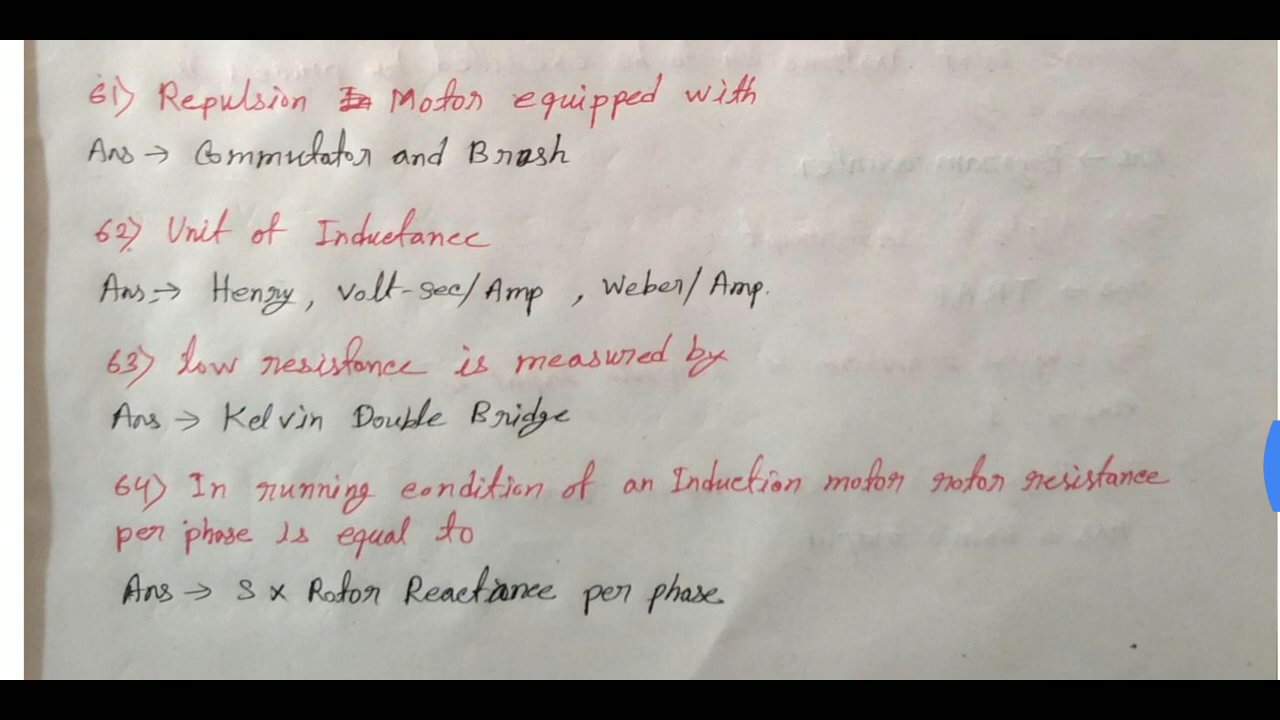 61) Repulsion Motor equipped with
Ans → Commutator and Brush
62) Unit of Inductance
Ans → Henry, Volt-sec/Amp , Weber/Amp.
63) Low resistance is measured by
Ans → Kelvin Double Bridge
64) In running condition of an Induction motor rotor resistance
per phase is equal to
Ans → S x Rotor Reactance per phase